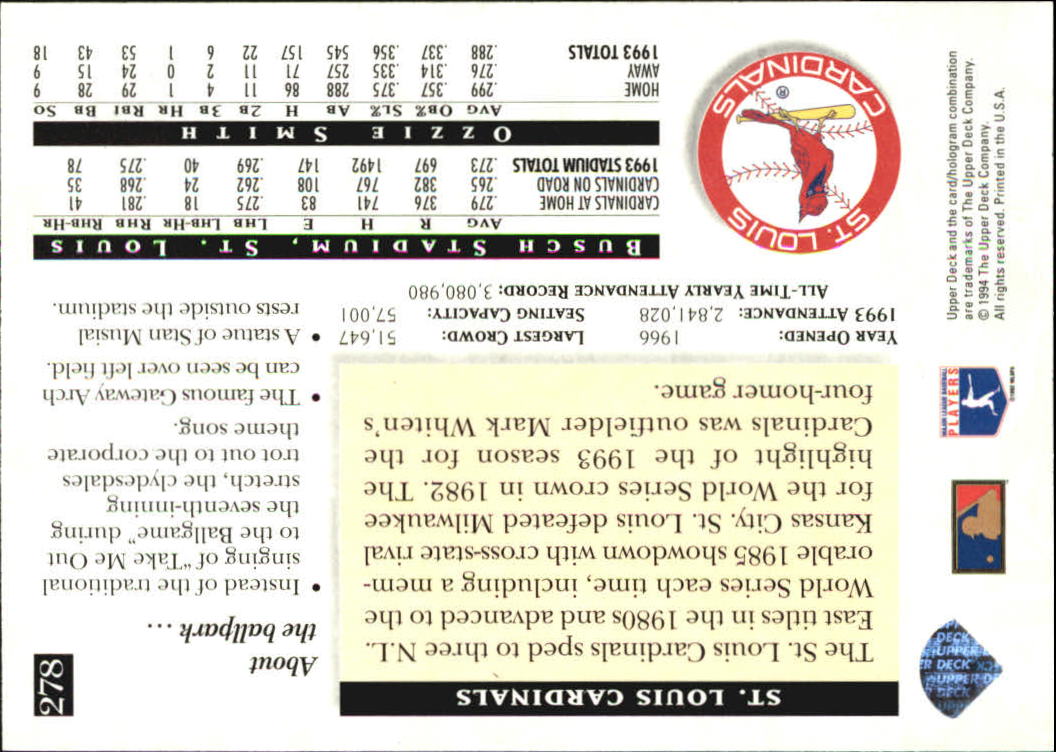 278
ST. LOUIS CARDINALS
The St. Louis Cardinals sped to three N.L.
East titles in the 1980s and advanced to the
World Series each time, including a mem-
orable 1985 showdown with cross-state rival
Kansas City. St. Louis defeated Milwaukee
for the World Series crown in 1982. The
highlight of the 1993 season for the
Cardinals was outfielder Mark Whiten's
four-homer game.
About
the ballpark ...
• Instead of the traditional
singing of "Take Me Out
to the Ballgame" during
the seventh-inning
stretch, the clydesdales
trot out to the corporate
theme song.
• The famous Gateway Arch
can be seen over left field.
• A statue of Stan Musial
rests outside the stadium.
YEAR OPENED: 1966 LARGEST CROWD: 51,647
1993 ATTENDANCE: 2,841,028 SEATING CAPACITY: 57,001
ALL-TIME YEARLY ATTENDANCE RECORD: 3,080,980
BUSCH STADIUM, ST. LOUIS
AVG R H E LHB LHB-HR RHB RHB-HR
CARDINALS AT HOME .279 376 741 83 .275 18 .281 41
CARDINALS ON ROAD .265 382 767 108 .262 24 .268 35
1993 STADIUM TOTALS .273 697 1492 147 .269 40 .275 78
OZZIE SMITH
AVG OB% SL% AB H 2B 3B HR RBI BB SO
HOME .299 .357 .375 288 86 11 4 1 29 28 9
AWAY .276 .314 .335 257 71 11 2 0 24 15 9
1993 TOTALS .288 .337 .356 545 157 22 6 1 53 43 18
ST. LOUIS
CARDINALS
®
UPPER DECK
MAJOR LEAGUE BASEBALL
PLAYERS
Upper Deck and the card/hologram combination
are trademarks of The Upper Deck Company.
© 1994 The Upper Deck Company.
All rights reserved. Printed in the U.S.A.